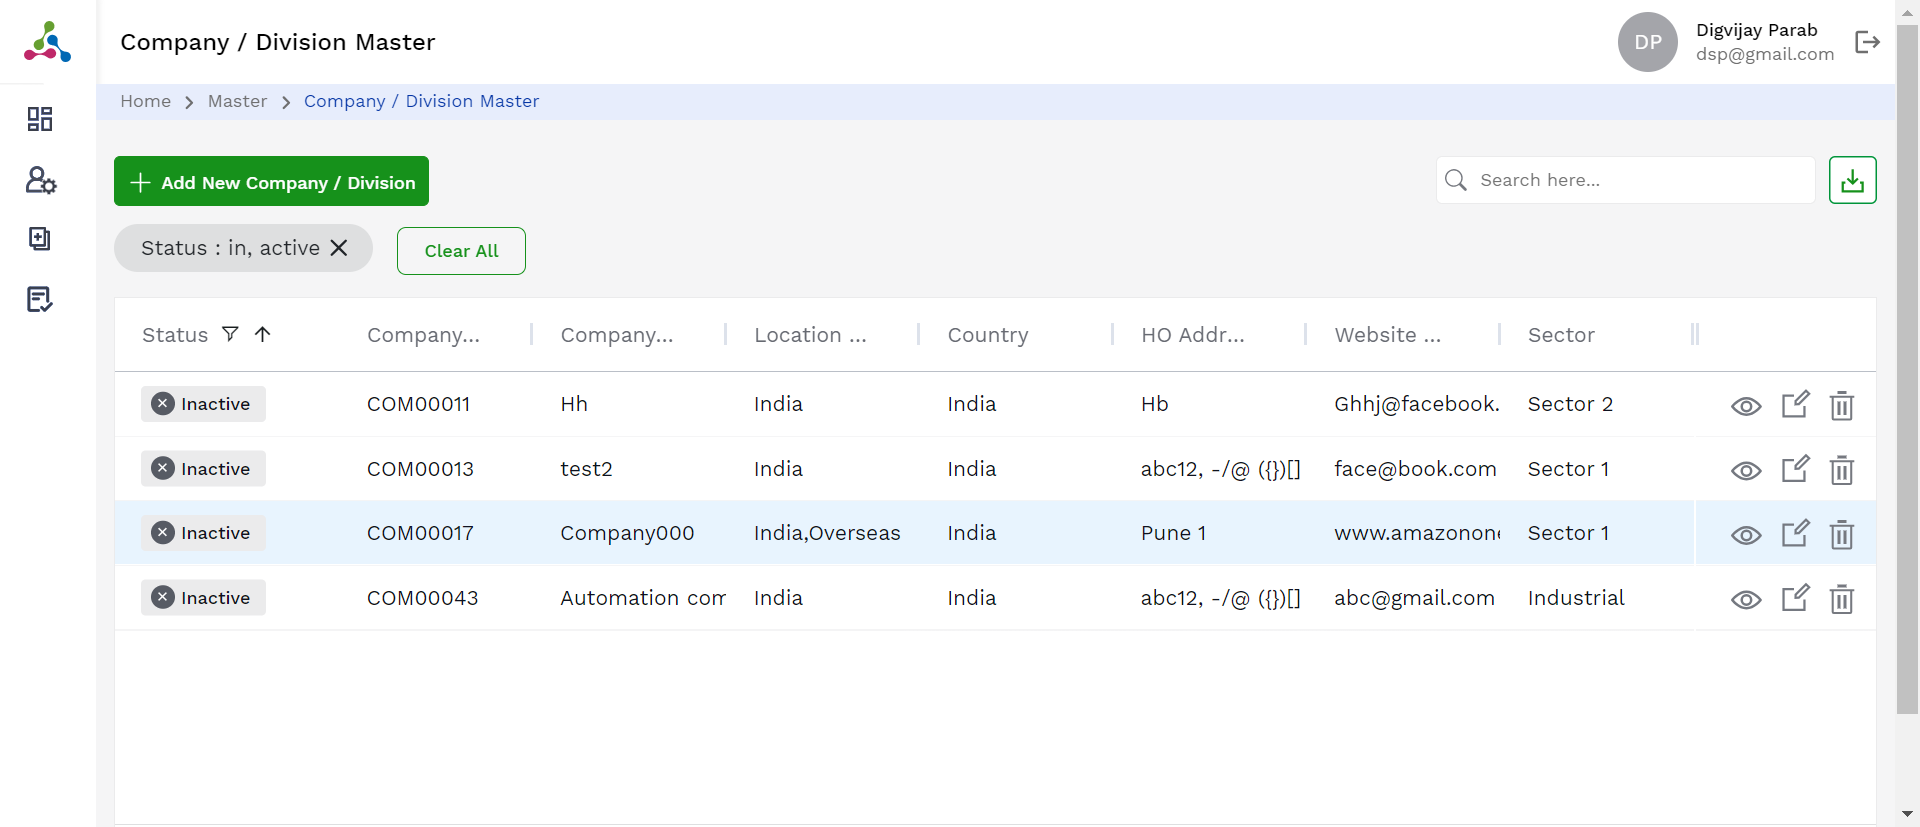 Company / Division Master
DP
Digvijay Parab
dsp@gmail.com
Home > Master > Company / Division Master
+ Add New Company / Division
Search here...
Status : in, active
Clear All
Status Company... Company... Location ... Country HO Addr... Website ... Sector
Inactive COM00011 Hh India India Hb Ghhj@facebook. Sector 2
Inactive COM00013 test2 India India abc12, -/@ ({})[] face@book.com Sector 1
Inactive COM00017 Company000 India,Overseas India Pune 1 www.amazonone Sector 1
Inactive COM00043 Automation com India India abc12, -/@ ({})[] abc@gmail.com Industrial